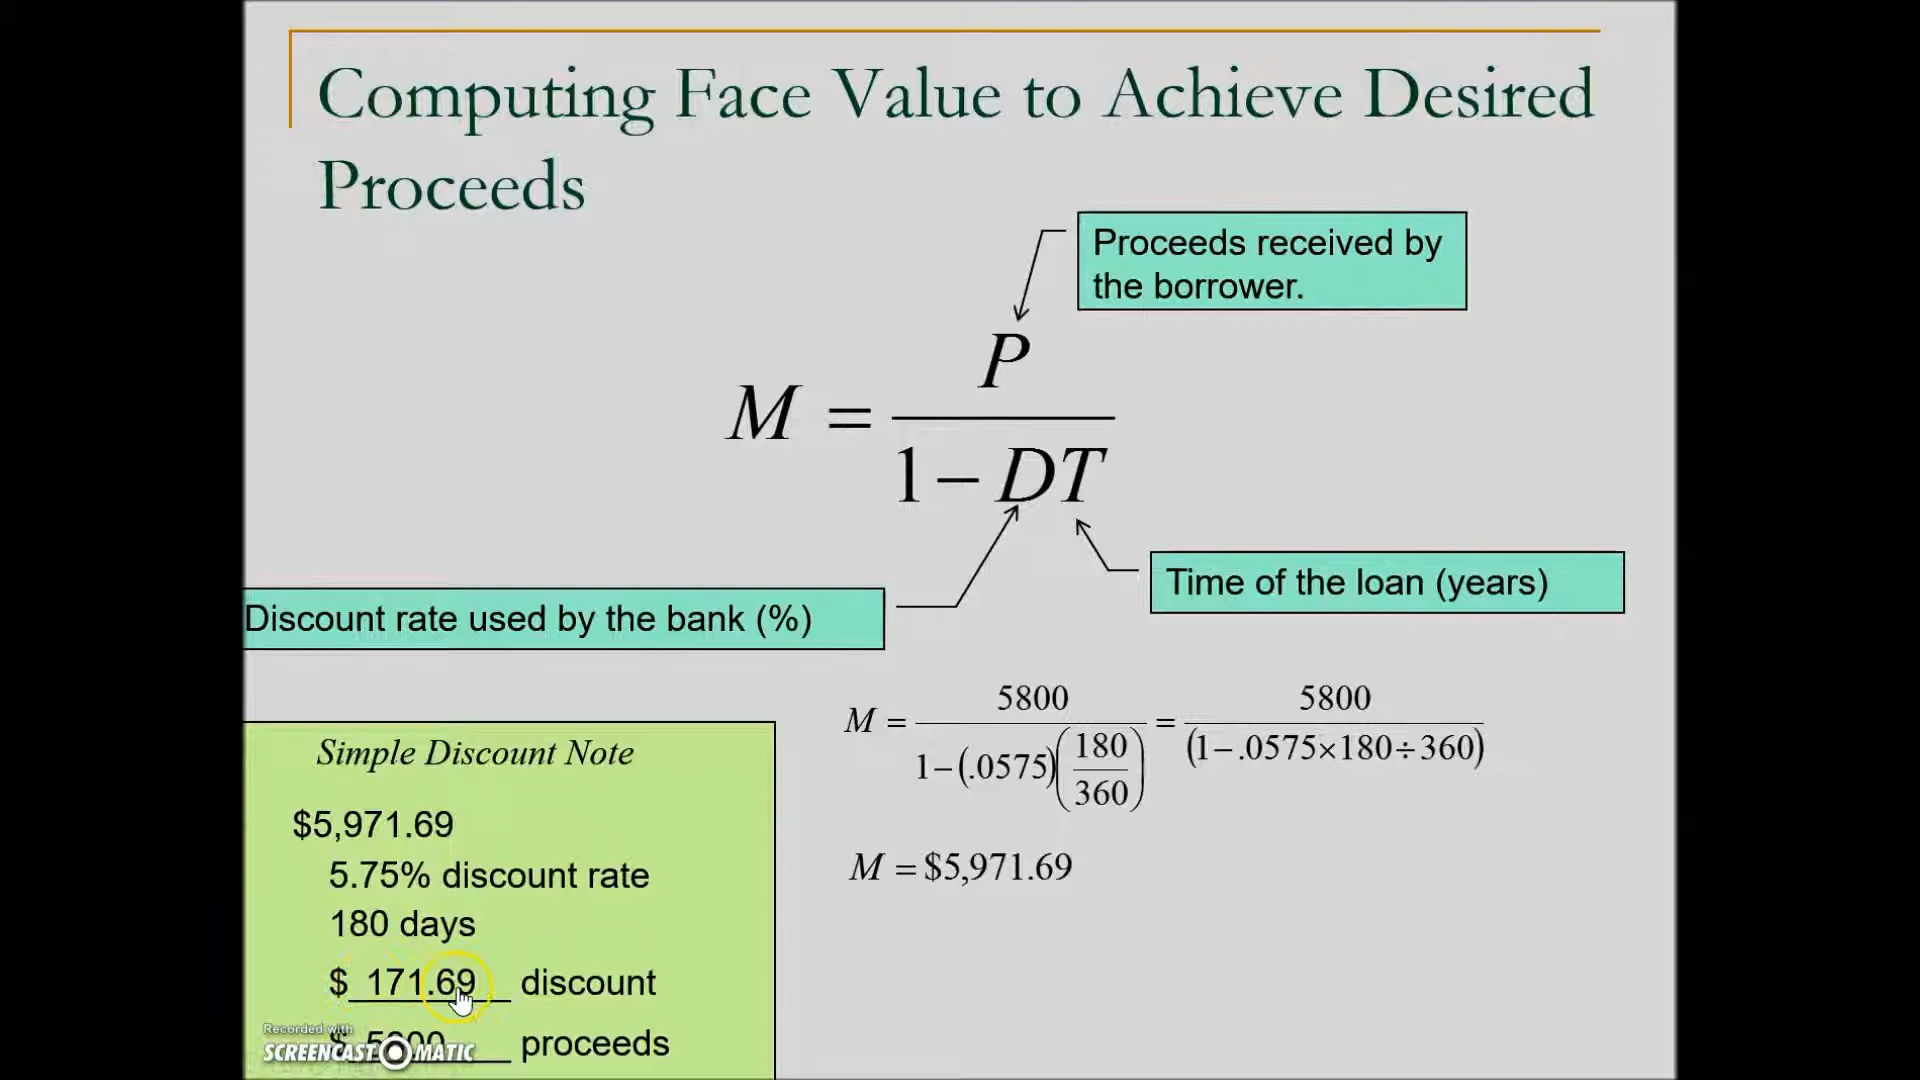 Computing Face Value to Achieve Desired
Proceeds
Proceeds received by
the borrower.
M = P / 1 − DT
Discount rate used by the bank (%)
Time of the loan (years)
M = 5800 / 1−(.0575)(180/360) = 5800 / (1−.0575×180÷360)
M = $5,971.69
Simple Discount Note
$5,971.69
5.75% discount rate
180 days
$ 171.69 discount
$ proceeds
Recorded with
SCREENCAST MATIC